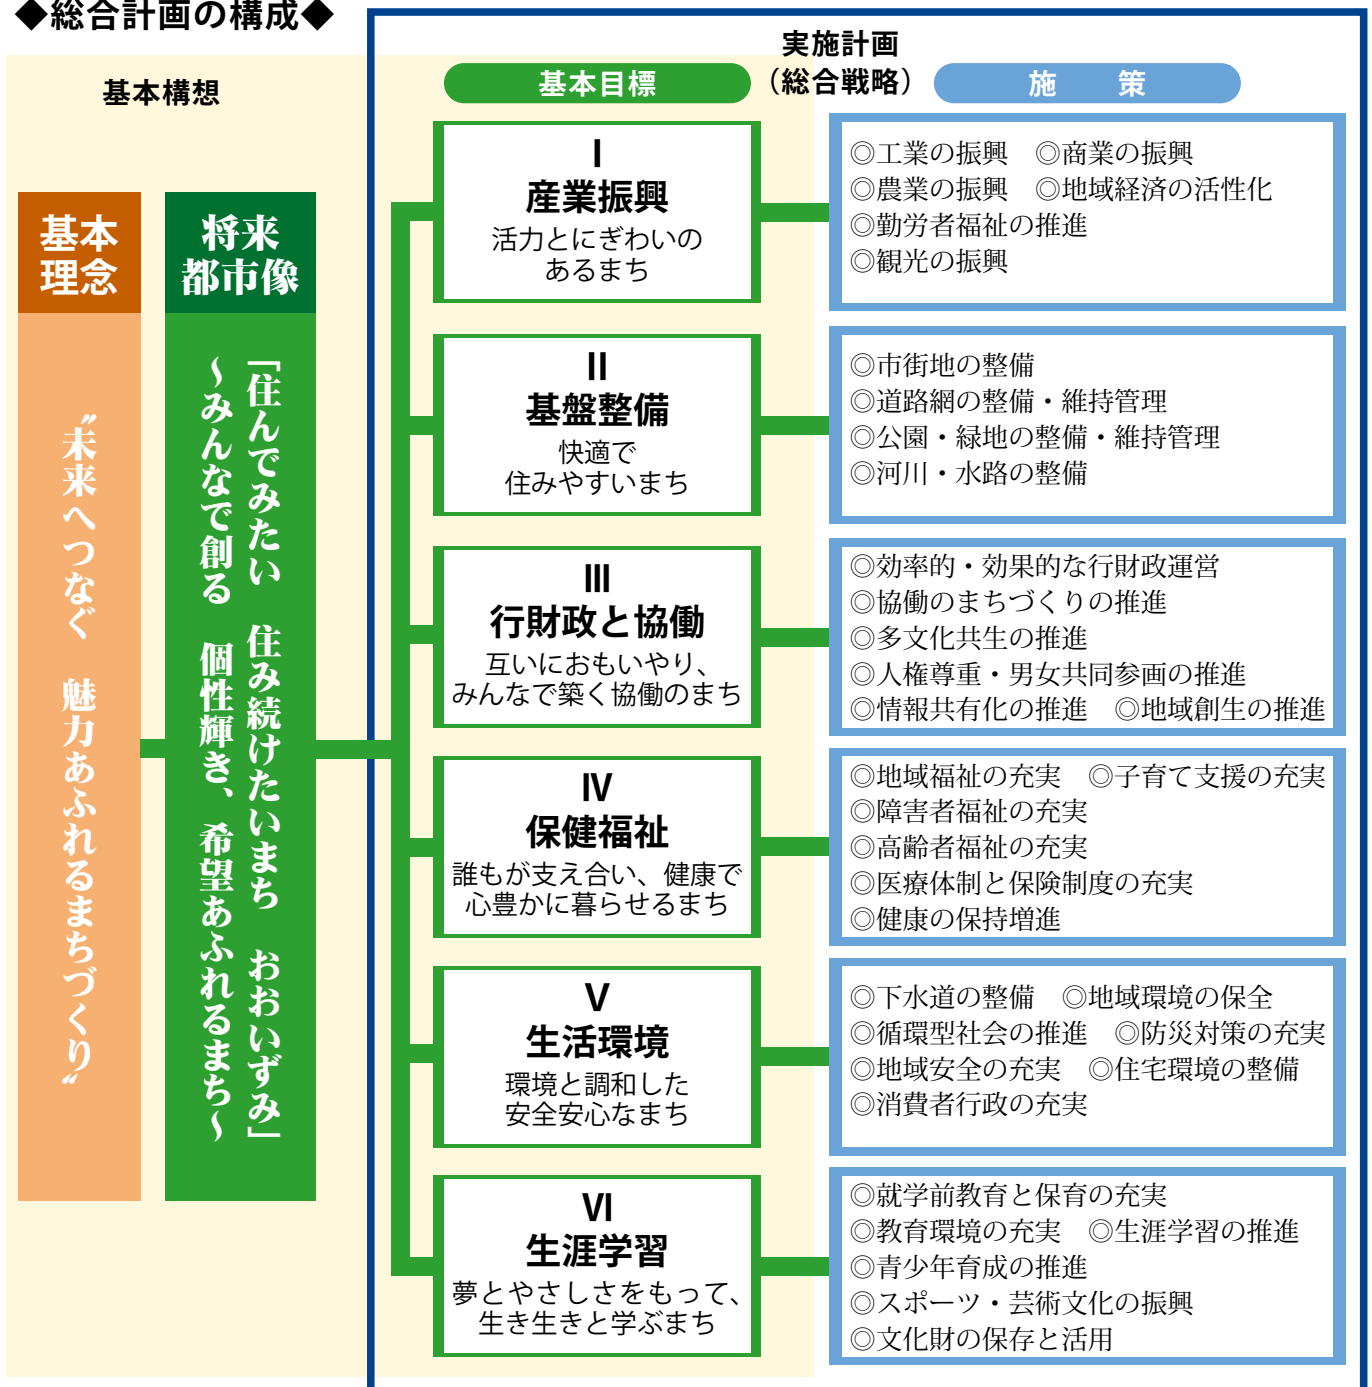 ◆総合計画の構成◆
基本構想
実施計画
（総合戦略）
基本目標
施　策
基本
理念
〝未来へつなぐ　魅力あふれるまちづくり〟
将来
都市像
「住んでみたい　住み続けたいまち　おおいずみ」
～みんなで創る　個性輝き、希望あふれるまち～
Ⅰ
産業振興
活力とにぎわいの
あるまち
◎工業の振興　◎商業の振興
◎農業の振興　◎地域経済の活性化
◎勤労者福祉の推進
◎観光の振興
Ⅱ
基盤整備
快適で
住みやすいまち
◎市街地の整備
◎道路網の整備・維持管理
◎公園・緑地の整備・維持管理
◎河川・水路の整備
Ⅲ
行財政と協働
互いにおもいやり、
みんなで築く協働のまち
◎効率的・効果的な行財政運営
◎協働のまちづくりの推進
◎多文化共生の推進
◎人権尊重・男女共同参画の推進
◎情報共有化の推進　◎地域創生の推進
Ⅳ
保健福祉
誰もが支え合い、健康で
心豊かに暮らせるまち
◎地域福祉の充実　◎子育て支援の充実
◎障害者福祉の充実
◎高齢者福祉の充実
◎医療体制と保険制度の充実
◎健康の保持増進
Ⅴ
生活環境
環境と調和した
安全安心なまち
◎下水道の整備　◎地域環境の保全
◎循環型社会の推進　◎防災対策の充実
◎地域安全の充実　◎住宅環境の整備
◎消費者行政の充実
Ⅵ
生涯学習
夢とやさしさをもって、
生き生きと学ぶまち
◎就学前教育と保育の充実
◎教育環境の充実　◎生涯学習の推進
◎青少年育成の推進
◎スポーツ・芸術文化の振興
◎文化財の保存と活用